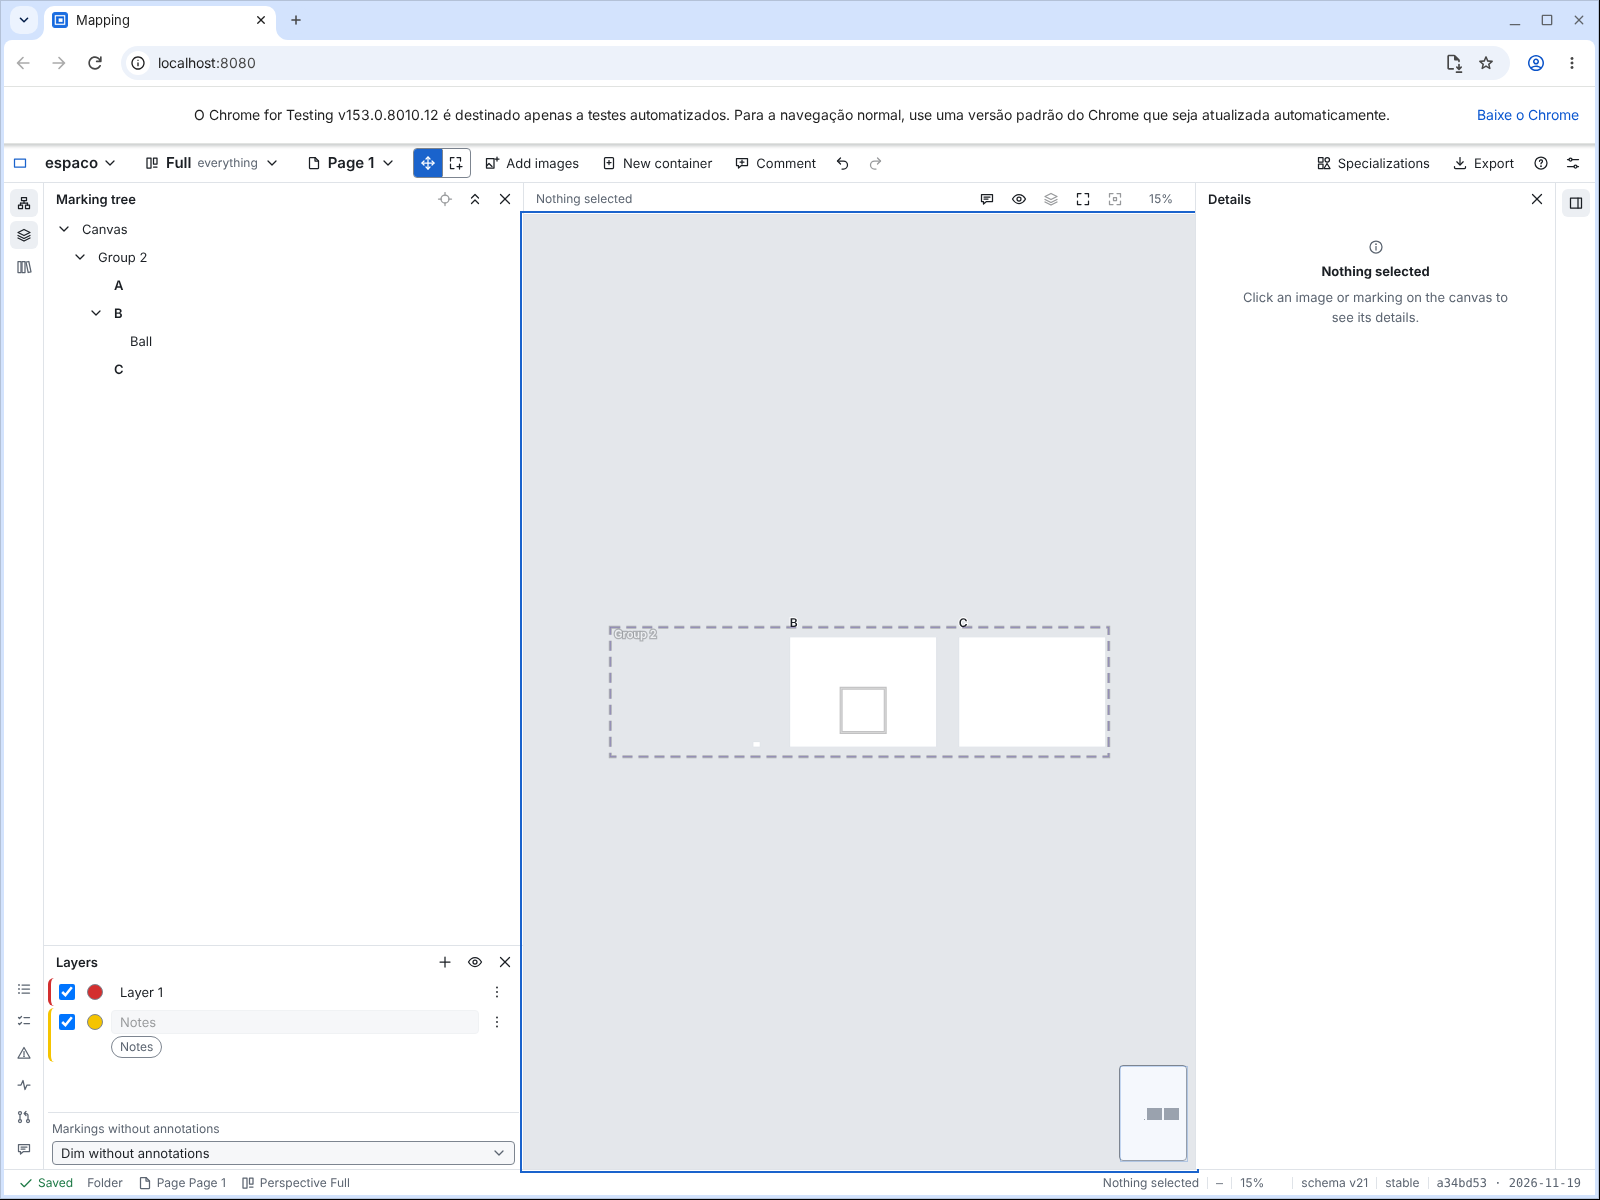 Mapping
localhost:8080
O Chrome for Testing v153.0.8010.12 é destinado apenas a testes automatizados. Para a navegação normal, use uma versão padrão do Chrome que seja atualizada automaticamente.
Baixe o Chrome
espaco
Full everything
Page 1
Add images
New container
Comment
Specializations
Export
Marking tree
Nothing selected
15%
Details
Canvas
Group 2
A
B
Ball
C
Nothing selected
Click an image or marking on the canvas to
see its details.
B
C
Group 2
Layers
Layer 1
Notes
Notes
Markings without annotations
Dim without annotations
Saved
Folder
Page Page 1
Perspective Full
Nothing selected
–
15%
schema v21
stable
a34bd53 · 2026-11-19